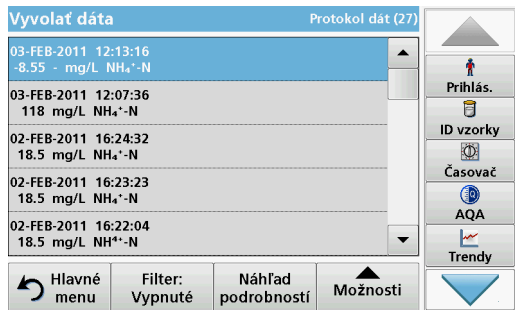 Vyvolať dáta
Protokol dát (27)
03-FEB-2011 12:13:16
-8.55 - mg/L NH₄⁺-N
03-FEB-2011 12:07:36
118 mg/L NH₄⁺-N
02-FEB-2011 16:24:32
18.5 mg/L NH₄⁺-N
02-FEB-2011 16:23:23
18.5 mg/L NH₄⁺-N
02-FEB-2011 16:22:04
18.5 mg/L NH⁴⁺-N
Prihlás.
ID vzorky
Časovač
AQA
Trendy
Hlavné
menu
Filter:
Vypnuté
Náhľad
podrobností
Možnosti